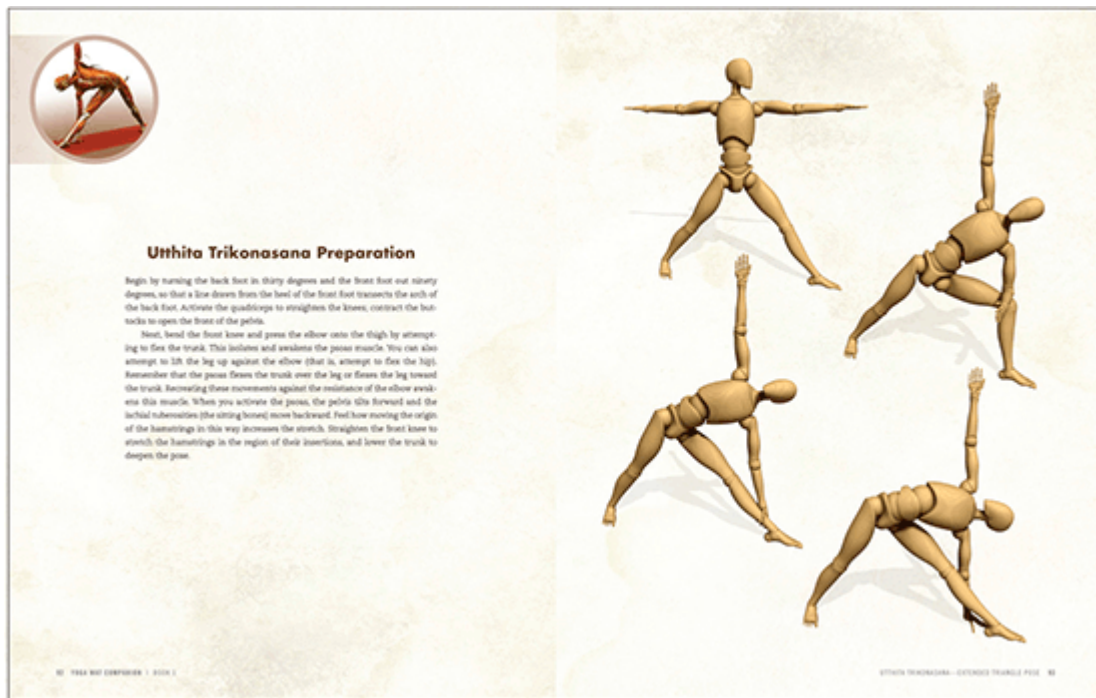 Utthita Trikonasana Preparation
Begin by turning the back foot in thirty degrees and the front foot out ninety
degrees, so that a line drawn from the heel of the front foot transects the arch of
the back foot. Activate the quadriceps to straighten the knees; contract the but-
tocks to open the front of the pelvis.
Next, bend the front knee and press the elbow onto the thigh by attempt-
ing to flex the trunk. This isolates and awakens the psoas muscle. You can also
attempt to lift the leg up against the elbow (that is, attempt to flex the hip).
Remember that the psoas flexes the trunk over the leg or flexes the leg toward
the trunk. Recreating these movements against the resistance of the elbow awak-
ens this muscle. When you activate the psoas, the pelvis tilts forward and the
ischial tuberosities (the sitting bones) move backward. Feel how moving the origin
of the hamstrings in this way increases the stretch. Straighten the front knee to
stretch the hamstrings in the region of their insertions, and lower the trunk to
deepen the pose.
YOGA MAT COMPANION | BOOK
UTTHITA TRIKONASANA—EXTENDED TRIANGLE POSE